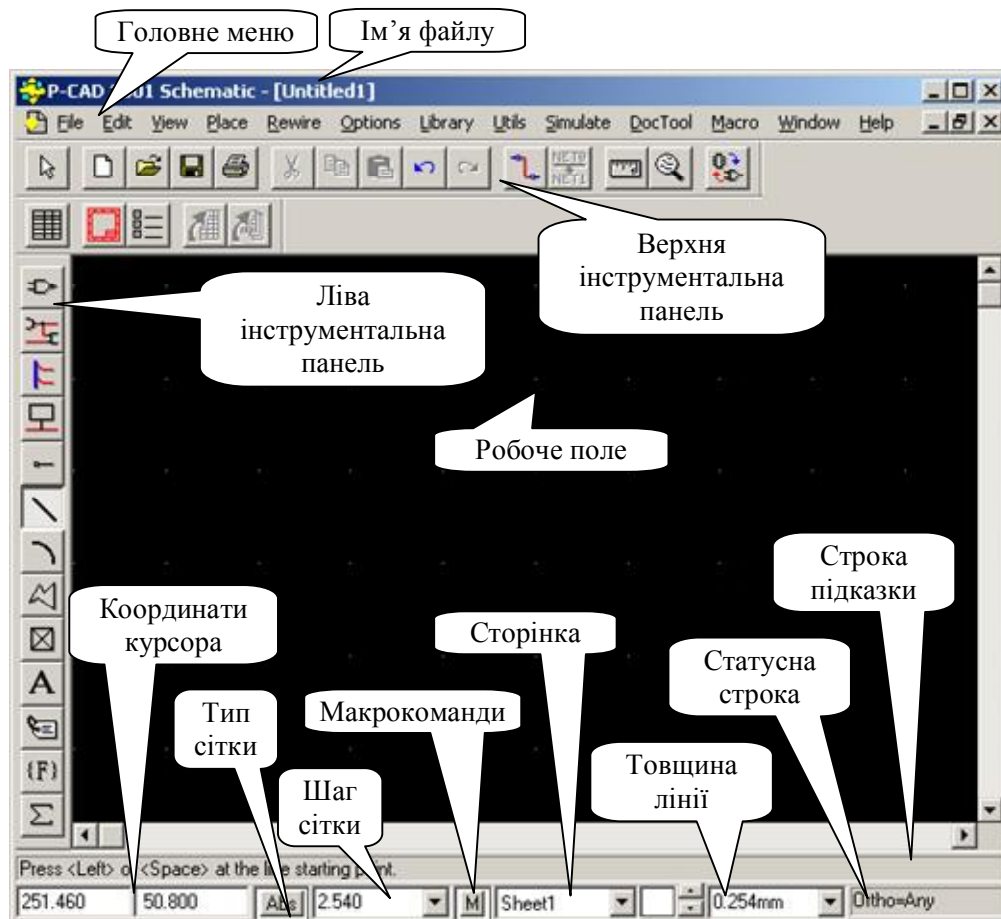 Головне меню
Ім’я файлу
P-CAD 2001 Schematic - [Untitled1]
File Edit View Place Rewire Options Library Utils Simulate DocTool Macro Window Help
NET0
NET1
Верхня
інструментальна
панель
Ліва
інструментальна
панель
Робоче поле
Строка
підказки
Координати
курсора
Сторінка
Статусна
строка
A
Тип
сітки
Макрокоманди
{F}
Шаг
сітки
Товщина
лінії
Σ
Press <Left> or <Space> at the line starting point.
251.460 50.800 Abs 2.540 M Sheet1 0.254mm Ortho=Any